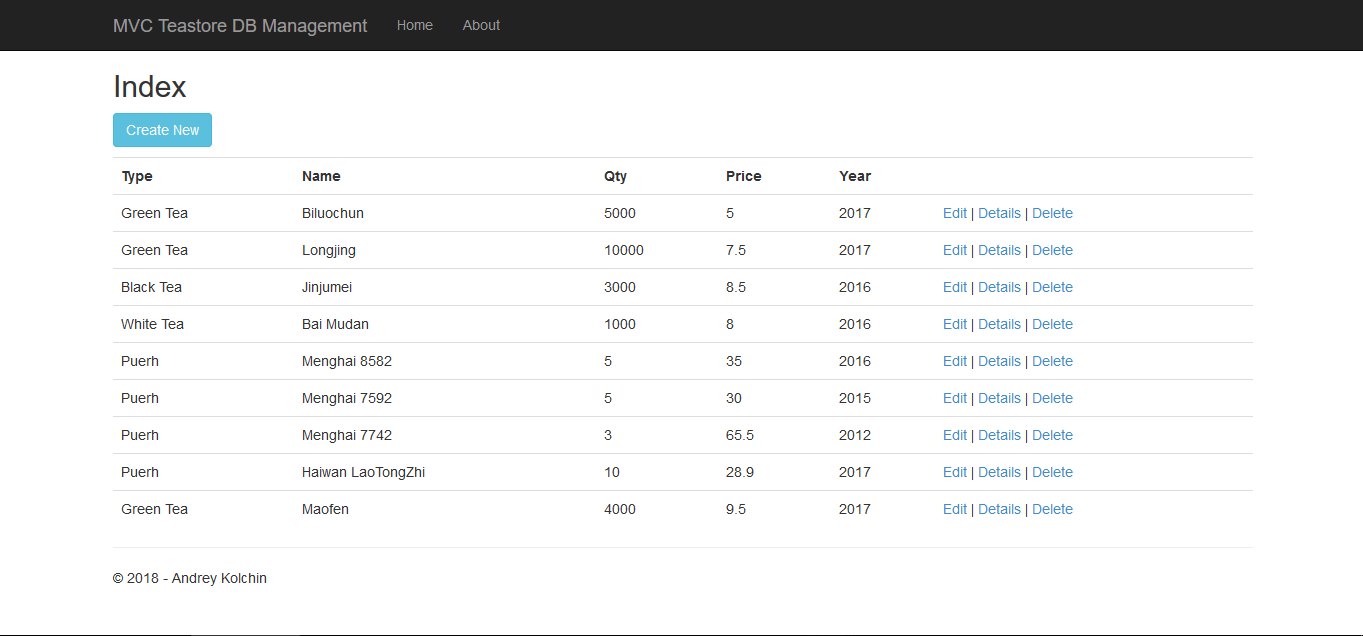 MVC Teastore DB Management Home About
Index
Create New
Type Name Qty Price Year
Green Tea Biluochun 5000 5 2017 Edit | Details | Delete
Green Tea Longjing 10000 7.5 2017 Edit | Details | Delete
Black Tea Jinjumei 3000 8.5 2016 Edit | Details | Delete
White Tea Bai Mudan 1000 8 2016 Edit | Details | Delete
Puerh Menghai 8582 5 35 2016 Edit | Details | Delete
Puerh Menghai 7592 5 30 2015 Edit | Details | Delete
Puerh Menghai 7742 3 65.5 2012 Edit | Details | Delete
Puerh Haiwan LaoTongZhi 10 28.9 2017 Edit | Details | Delete
Green Tea Maofen 4000 9.5 2017 Edit | Details | Delete
© 2018 - Andrey Kolchin